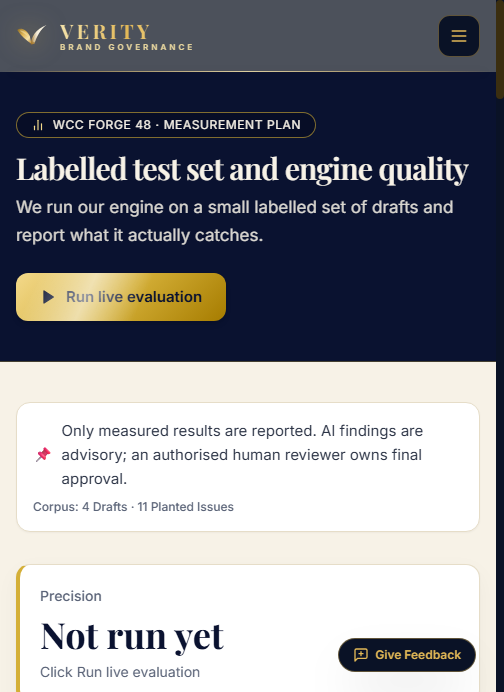 VERITY
BRAND GOVERNANCE
WCC FORGE 48 · MEASUREMENT PLAN
Labelled test set and engine quality
We run our engine on a small labelled set of drafts and
report what it actually catches.
Run live evaluation
Only measured results are reported. AI findings are
advisory; an authorised human reviewer owns final
approval.
Corpus: 4 Drafts · 11 Planted Issues
Precision
Not run yet
Click Run live evaluation
Give Feedback